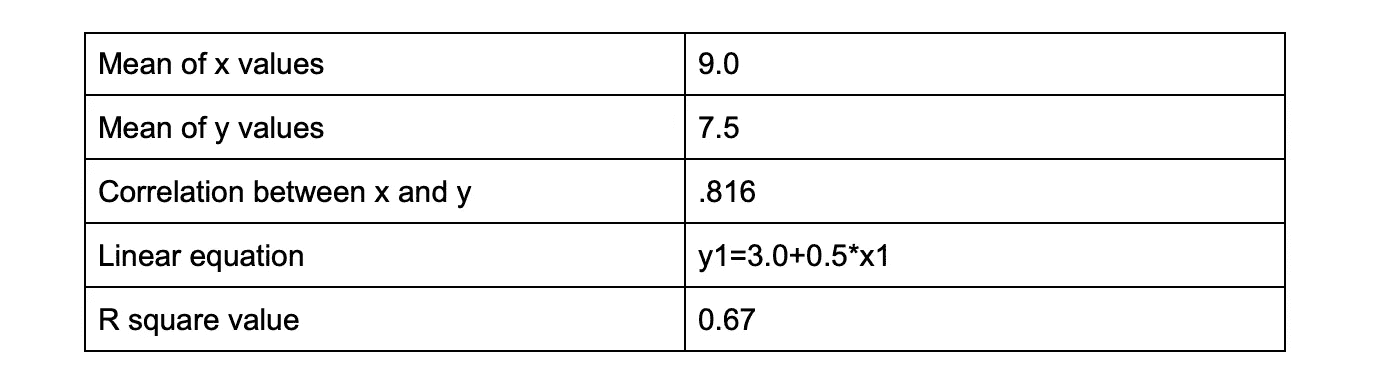 Mean of x values 9.0
Mean of y values 7.5
Correlation between x and y .816
Linear equation y1=3.0+0.5*x1
R square value 0.67